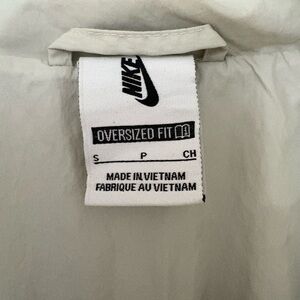 NIKE
OVERSIZED FIT
S P CH
MADE IN VIETNAM
FABRIQUE AU VIETNAM